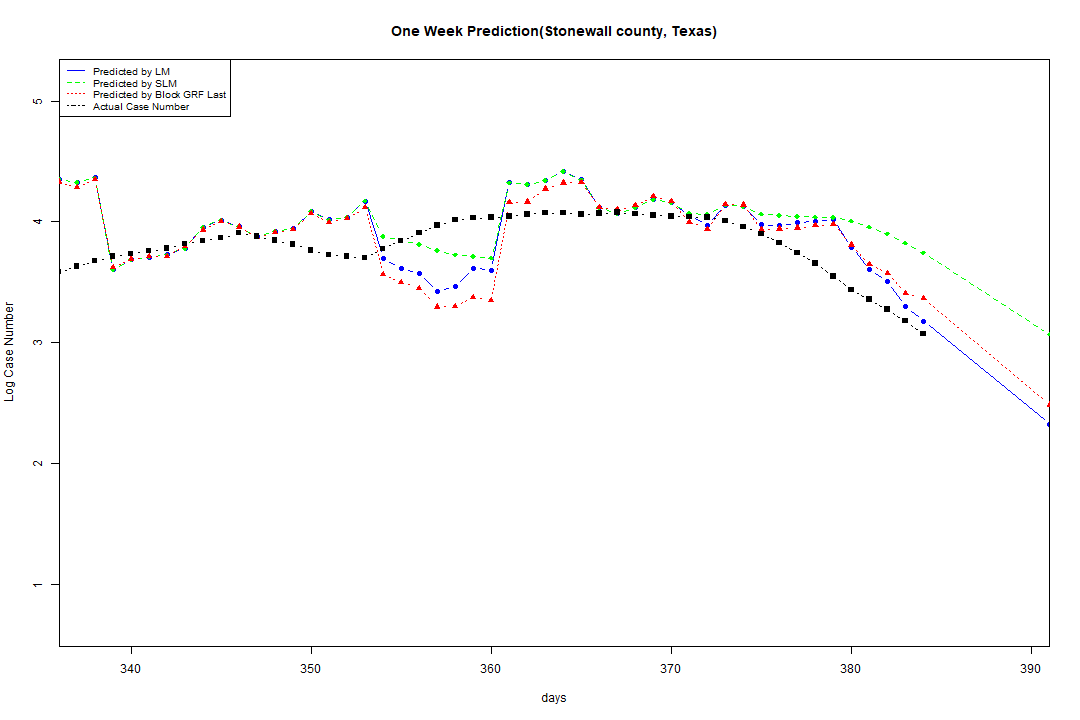 One Week Prediction(Stonewall county, Texas)
Predicted by LM
Predicted by SLM
Predicted by Block GRF Last
Actual Case Number
5
4
3
2
1
Log Case Number
340 350 360 370 380 390
days